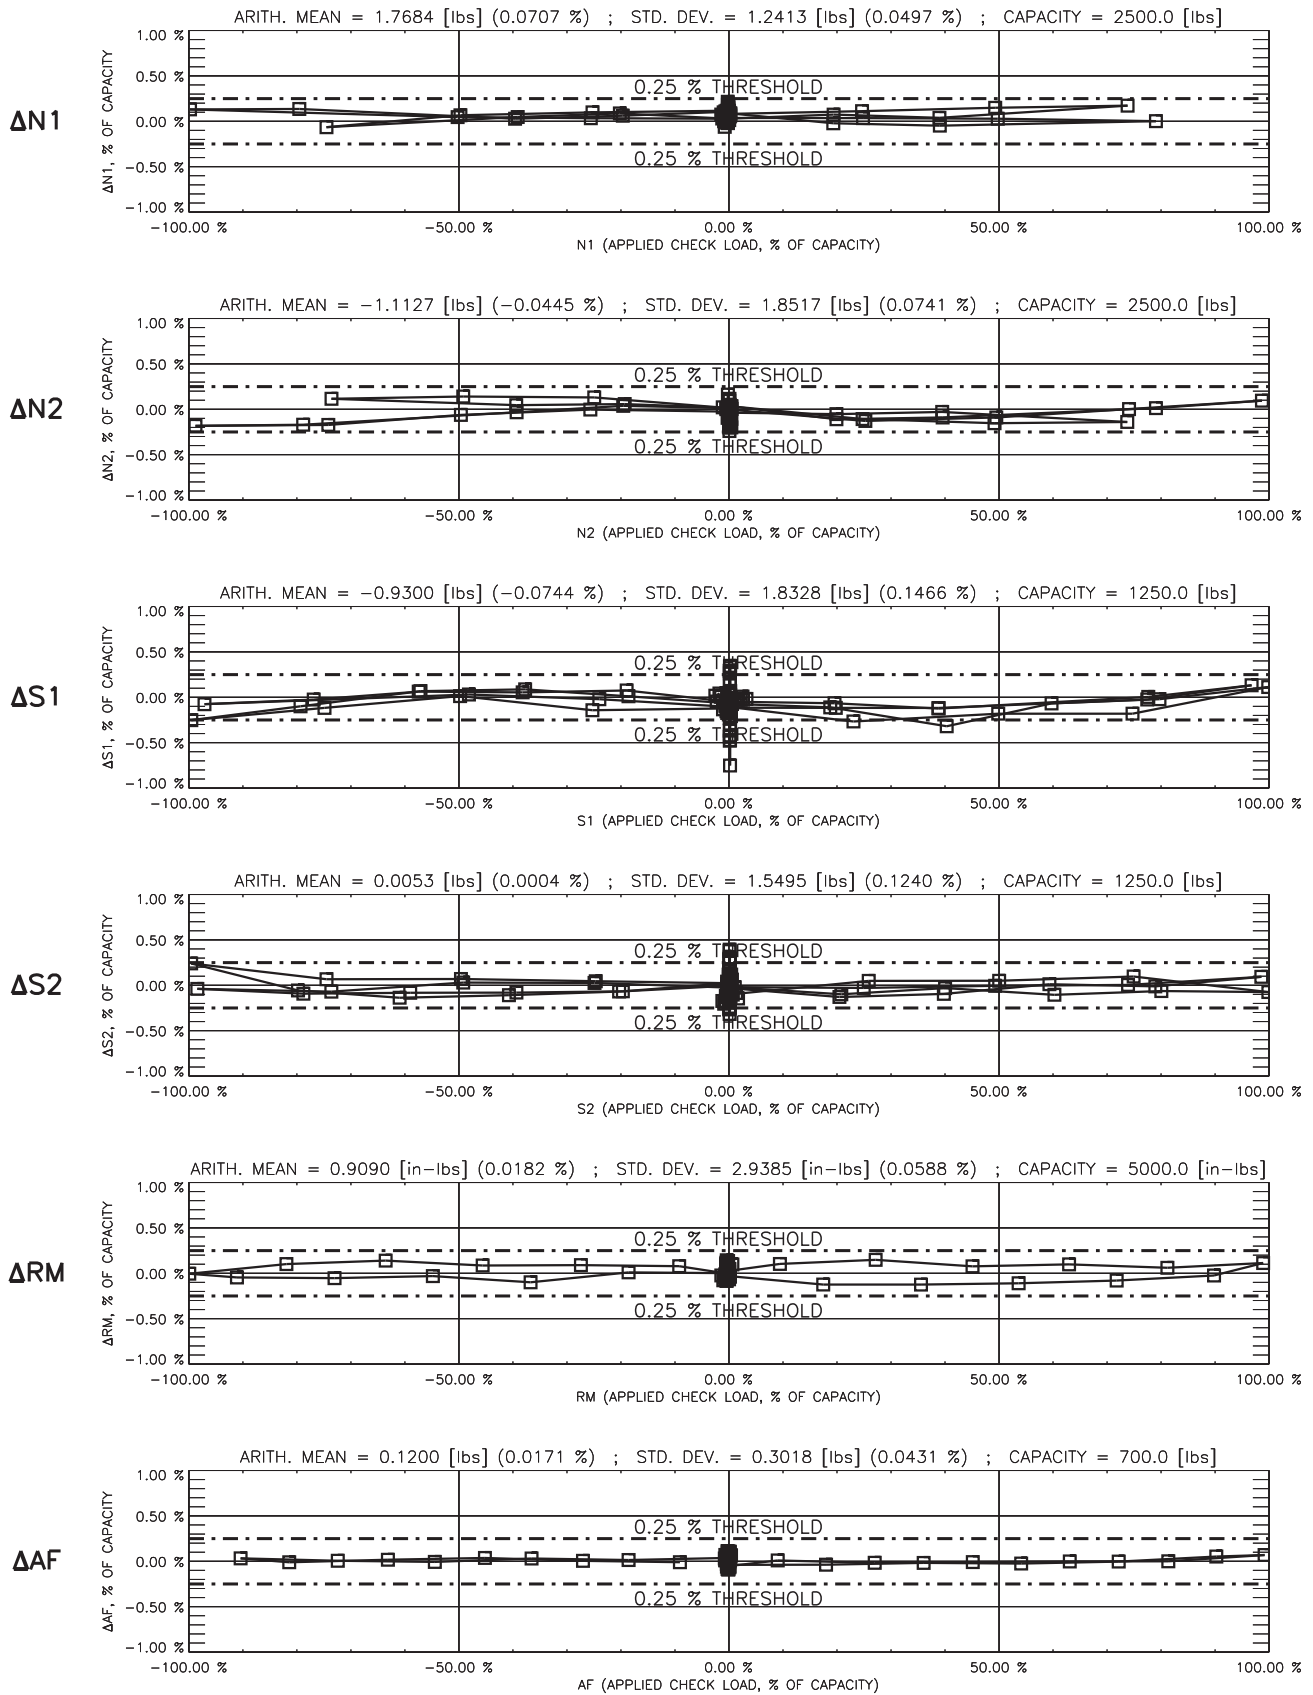 ARITH. MEAN = 1.7684 [lbs] (0.0707 %) ; STD. DEV. = 1.2413 [lbs] (0.0497 %) ; CAPACITY = 2500.0 [lbs]
1.00 %
0.50 %
0.00 %
−0.50 %
−1.00 %
ΔN1
ΔN1, % OF CAPACITY
0.25 % THRESHOLD
0.25 % THRESHOLD
−100.00 % −50.00 % 0.00 % 50.00 % 100.00 %
N1 (APPLIED CHECK LOAD, % OF CAPACITY)
ARITH. MEAN = −1.1127 [lbs] (−0.0445 %) ; STD. DEV. = 1.8517 [lbs] (0.0741 %) ; CAPACITY = 2500.0 [lbs]
1.00 %
0.50 %
0.00 %
−0.50 %
−1.00 %
ΔN2
ΔN2, % OF CAPACITY
0.25 % THRESHOLD
0.25 % THRESHOLD
−100.00 % −50.00 % 0.00 % 50.00 % 100.00 %
N2 (APPLIED CHECK LOAD, % OF CAPACITY)
ARITH. MEAN = −0.9300 [lbs] (−0.0744 %) ; STD. DEV. = 1.8328 [lbs] (0.1466 %) ; CAPACITY = 1250.0 [lbs]
1.00 %
0.50 %
0.00 %
−0.50 %
−1.00 %
ΔS1
ΔS1, % OF CAPACITY
0.25 % THRESHOLD
0.25 % THRESHOLD
−100.00 % −50.00 % 0.00 % 50.00 % 100.00 %
S1 (APPLIED CHECK LOAD, % OF CAPACITY)
ARITH. MEAN = 0.0053 [lbs] (0.0004 %) ; STD. DEV. = 1.5495 [lbs] (0.1240 %) ; CAPACITY = 1250.0 [lbs]
1.00 %
0.50 %
0.00 %
−0.50 %
−1.00 %
ΔS2
ΔS2, % OF CAPACITY
0.25 % THRESHOLD
0.25 % THRESHOLD
−100.00 % −50.00 % 0.00 % 50.00 % 100.00 %
S2 (APPLIED CHECK LOAD, % OF CAPACITY)
ARITH. MEAN = 0.9090 [in−lbs] (0.0182 %) ; STD. DEV. = 2.9385 [in−lbs] (0.0588 %) ; CAPACITY = 5000.0 [in−lbs]
1.00 %
0.50 %
0.00 %
−0.50 %
−1.00 %
ΔRM
ΔRM, % OF CAPACITY
0.25 % THRESHOLD
0.25 % THRESHOLD
−100.00 % −50.00 % 0.00 % 50.00 % 100.00 %
RM (APPLIED CHECK LOAD, % OF CAPACITY)
ARITH. MEAN = 0.1200 [lbs] (0.0171 %) ; STD. DEV. = 0.3018 [lbs] (0.0431 %) ; CAPACITY = 700.0 [lbs]
1.00 %
0.50 %
0.00 %
−0.50 %
−1.00 %
ΔAF
ΔAF, % OF CAPACITY
0.25 % THRESHOLD
0.25 % THRESHOLD
−100.00 % −50.00 % 0.00 % 50.00 % 100.00 %
AF (APPLIED CHECK LOAD, % OF CAPACITY)